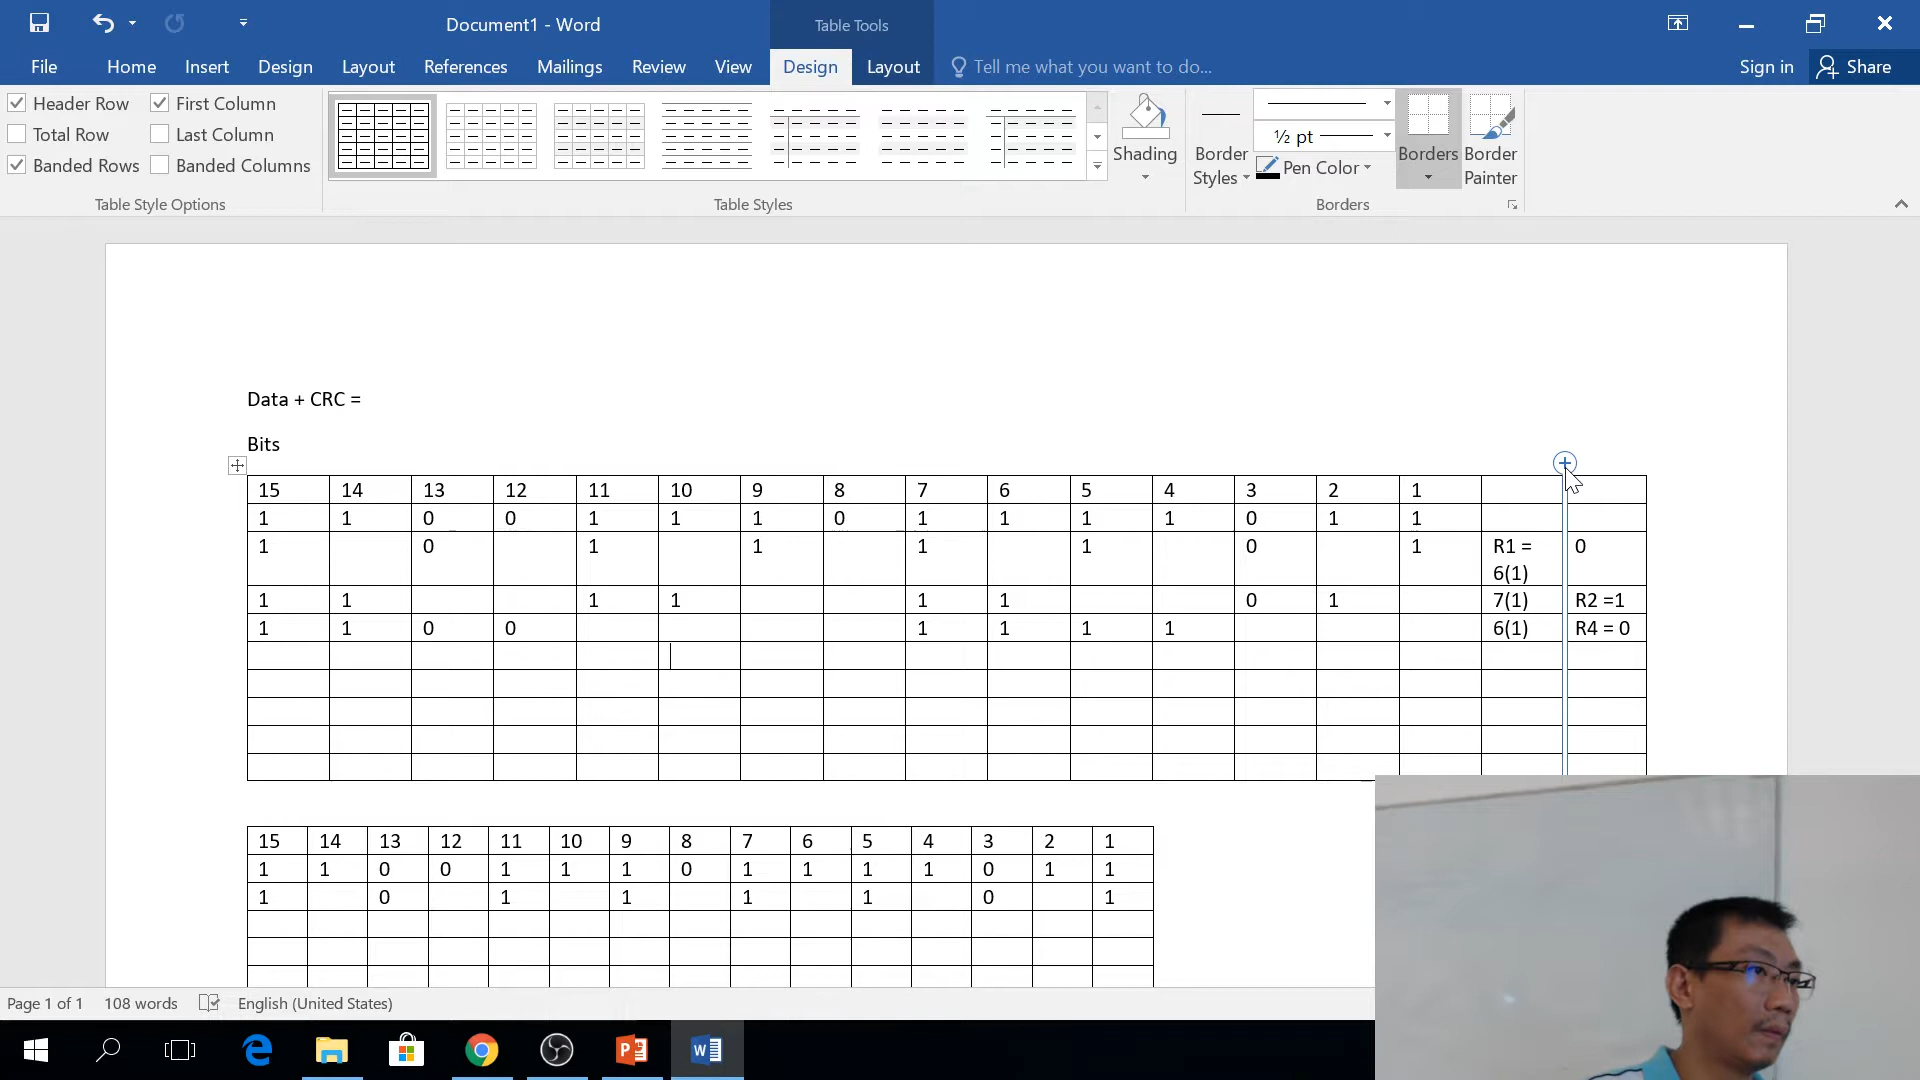 Document1 - Word
Table Tools
File Home Insert Design Layout References Mailings Review View Design Layout Tell me what you want to do... Sign in Share
Header Row First Column
Total Row Last Column
Banded Rows Banded Columns
Table Style Options
Table Styles
Shading
Border Styles
½ pt
Pen Color
Borders
Border Painter
Borders
Data + CRC =
Bits
15 14 13 12 11 10 9 8 7 6 5 4 3 2 1
1 1 0 0 1 1 1 0 1 1 1 1 0 1 1
1 0 1 1 1 1 0 1 R1 = 0
6(1)
1 1 1 1 1 1 0 1 7(1) R2 =1
1 1 0 0 1 1 1 1 6(1) R4 = 0
15 14 13 12 11 10 9 8 7 6 5 4 3 2 1
1 1 0 0 1 1 1 0 1 1 1 1 0 1 1
1 0 1 1 1 1 0 1
Page 1 of 1 108 words English (United States)